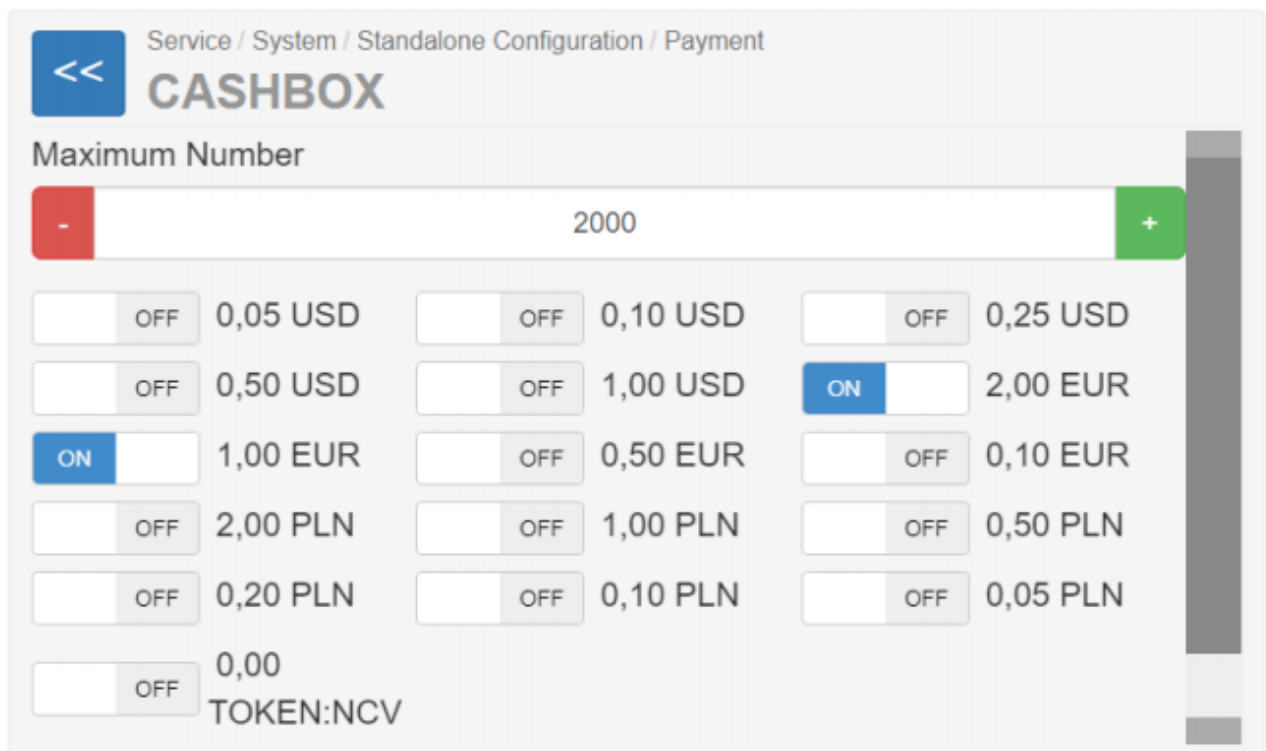 <<
Service / System / Standalone Configuration / Payment
CASHBOX
Maximum Number
- 2000 +
OFF 0,05 USD OFF 0,10 USD OFF 0,25 USD
OFF 0,50 USD OFF 1,00 USD ON 2,00 EUR
ON 1,00 EUR OFF 0,50 EUR OFF 0,10 EUR
OFF 2,00 PLN OFF 1,00 PLN OFF 0,50 PLN
OFF 0,20 PLN OFF 0,10 PLN OFF 0,05 PLN
OFF 0,00
TOKEN:NCV